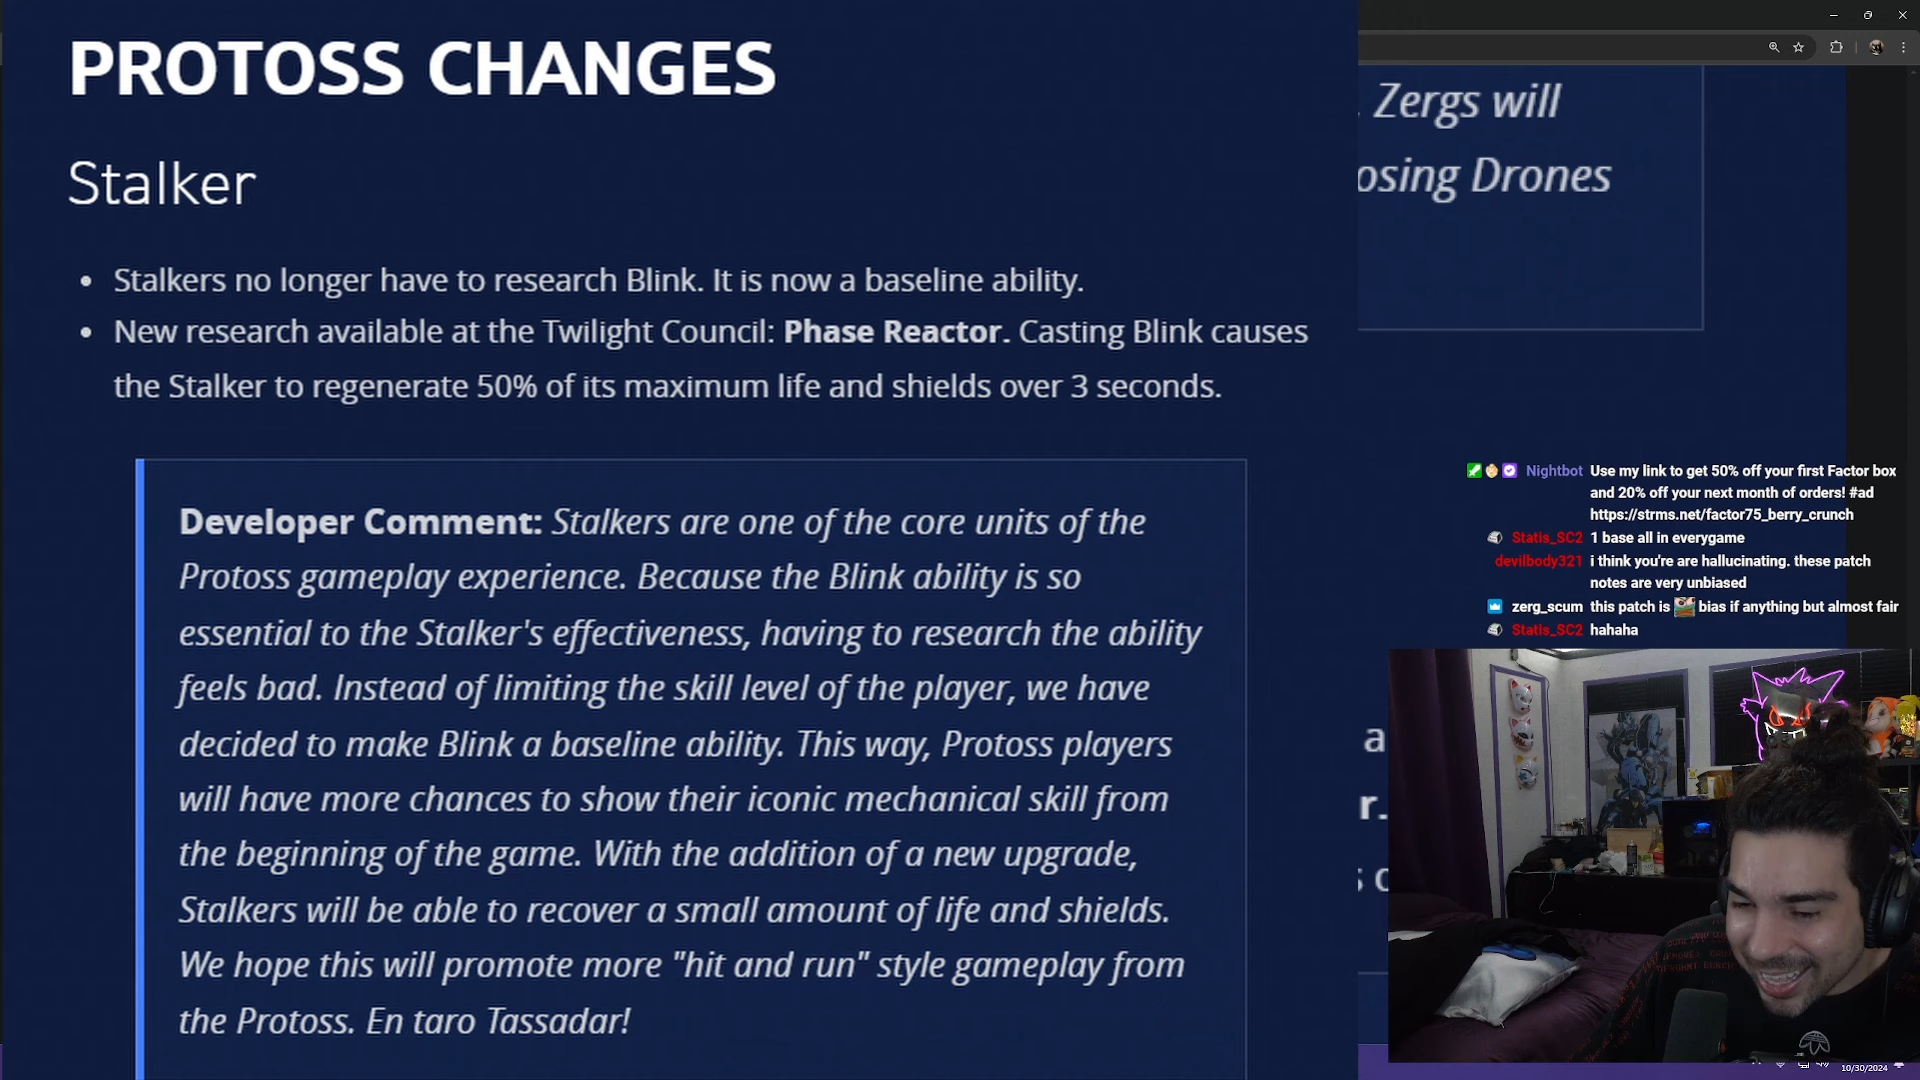 PROTOSS CHANGES
Stalker
• Stalkers no longer have to research Blink. It is now a baseline ability.
• New research available at the Twilight Council: Phase Reactor. Casting Blink causes
the Stalker to regenerate 50% of its maximum life and shields over 3 seconds.
Developer Comment: Stalkers are one of the core units of the
Protoss gameplay experience. Because the Blink ability is so
essential to the Stalker's effectiveness, having to research the ability
feels bad. Instead of limiting the skill level of the player, we have
decided to make Blink a baseline ability. This way, Protoss players
will have more chances to show their iconic mechanical skill from
the beginning of the game. With the addition of a new upgrade,
Stalkers will be able to recover a small amount of life and shields.
We hope this will promote more "hit and run" style gameplay from
the Protoss. En taro Tassadar!
. Zergs will
osing Drones
Nightbot Use my link to get 50% off your first Factor box
and 20% off your next month of orders! #ad
https://strms.net/factor75_berry_crunch
Statis_SC2 1 base all in everygame
devilbody321 i think you're are hallucinating. these patch
notes are very unbiased
zerg_scum this patch is bias if anything but almost fair
Statis_SC2 hahaha
a
r.
10/30/2024